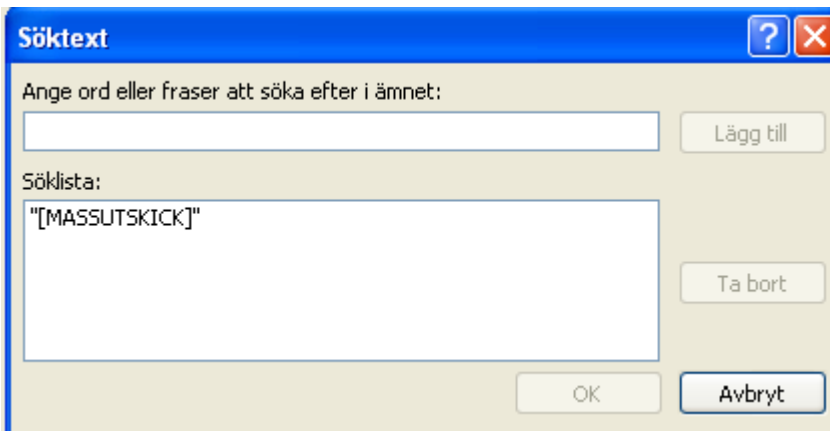 Söktext
Ange ord eller fraser att söka efter i ämnet:
Lägg till
Söklista:
"[MASSUTSKICK]"
Ta bort
OK
Avbryt